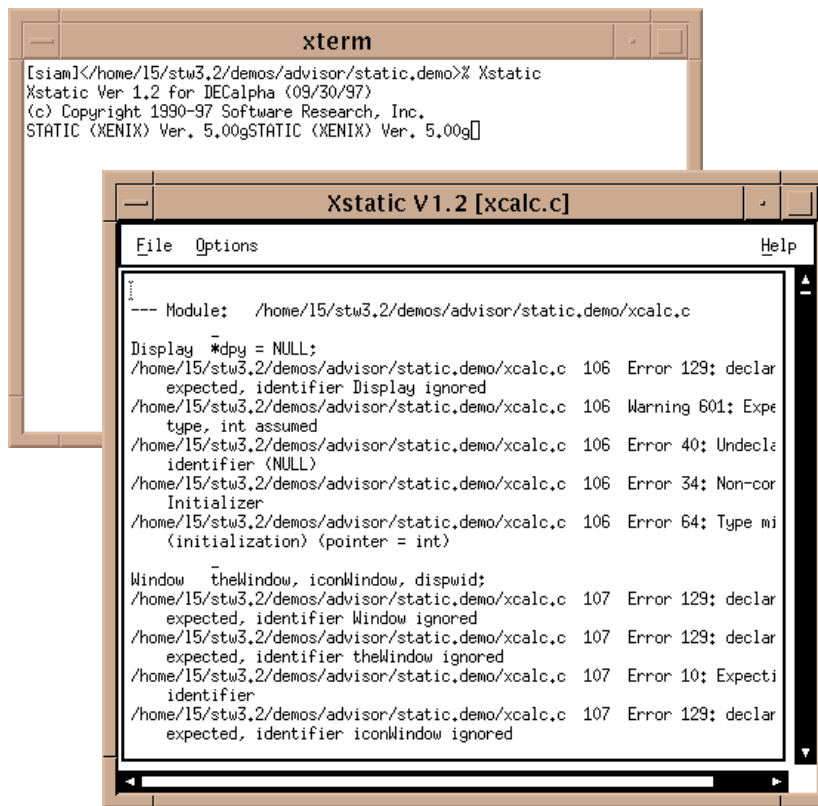 xterm
[siam]</home/l5/stw3.2/demos/advisor/static.demo>% Xstatic
Xstatic Ver 1.2 for DECalpha (09/30/97)
(c) Copyright 1990-97 Software Research, Inc.
STATIC (XENIX) Ver. 5.00gSTATIC (XENIX) Ver. 5.00g
Xstatic V1.2 [xcalc.c]
File Options Help
--- Module: /home/l5/stw3.2/demos/advisor/static.demo/xcalc.c
_
Display *dpy = NULL;
/home/l5/stw3.2/demos/advisor/static.demo/xcalc.c 106 Error 129: declar
expected, identifier Display ignored
/home/l5/stw3.2/demos/advisor/static.demo/xcalc.c 106 Warning 601: Expe
type, int assumed
/home/l5/stw3.2/demos/advisor/static.demo/xcalc.c 106 Error 40: Undecla
identifier (NULL)
/home/l5/stw3.2/demos/advisor/static.demo/xcalc.c 106 Error 34: Non-con
Initializer
/home/l5/stw3.2/demos/advisor/static.demo/xcalc.c 106 Error 64: Type mi
(initialization) (pointer = int)
_
Window theWindow, iconWindow, dispwid;
/home/l5/stw3.2/demos/advisor/static.demo/xcalc.c 107 Error 129: declar
expected, identifier Window ignored
/home/l5/stw3.2/demos/advisor/static.demo/xcalc.c 107 Error 129: declar
expected, identifier theWindow ignored
/home/l5/stw3.2/demos/advisor/static.demo/xcalc.c 107 Error 10: Expecti
identifier
/home/l5/stw3.2/demos/advisor/static.demo/xcalc.c 107 Error 129: declar
expected, identifier iconWindow ignored